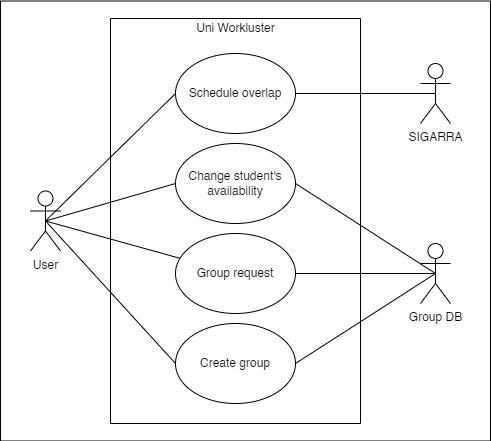 Uni Workluster
Schedule overlap
SIGARRA
Change student's
availability
User
Group request
Group DB
Create group